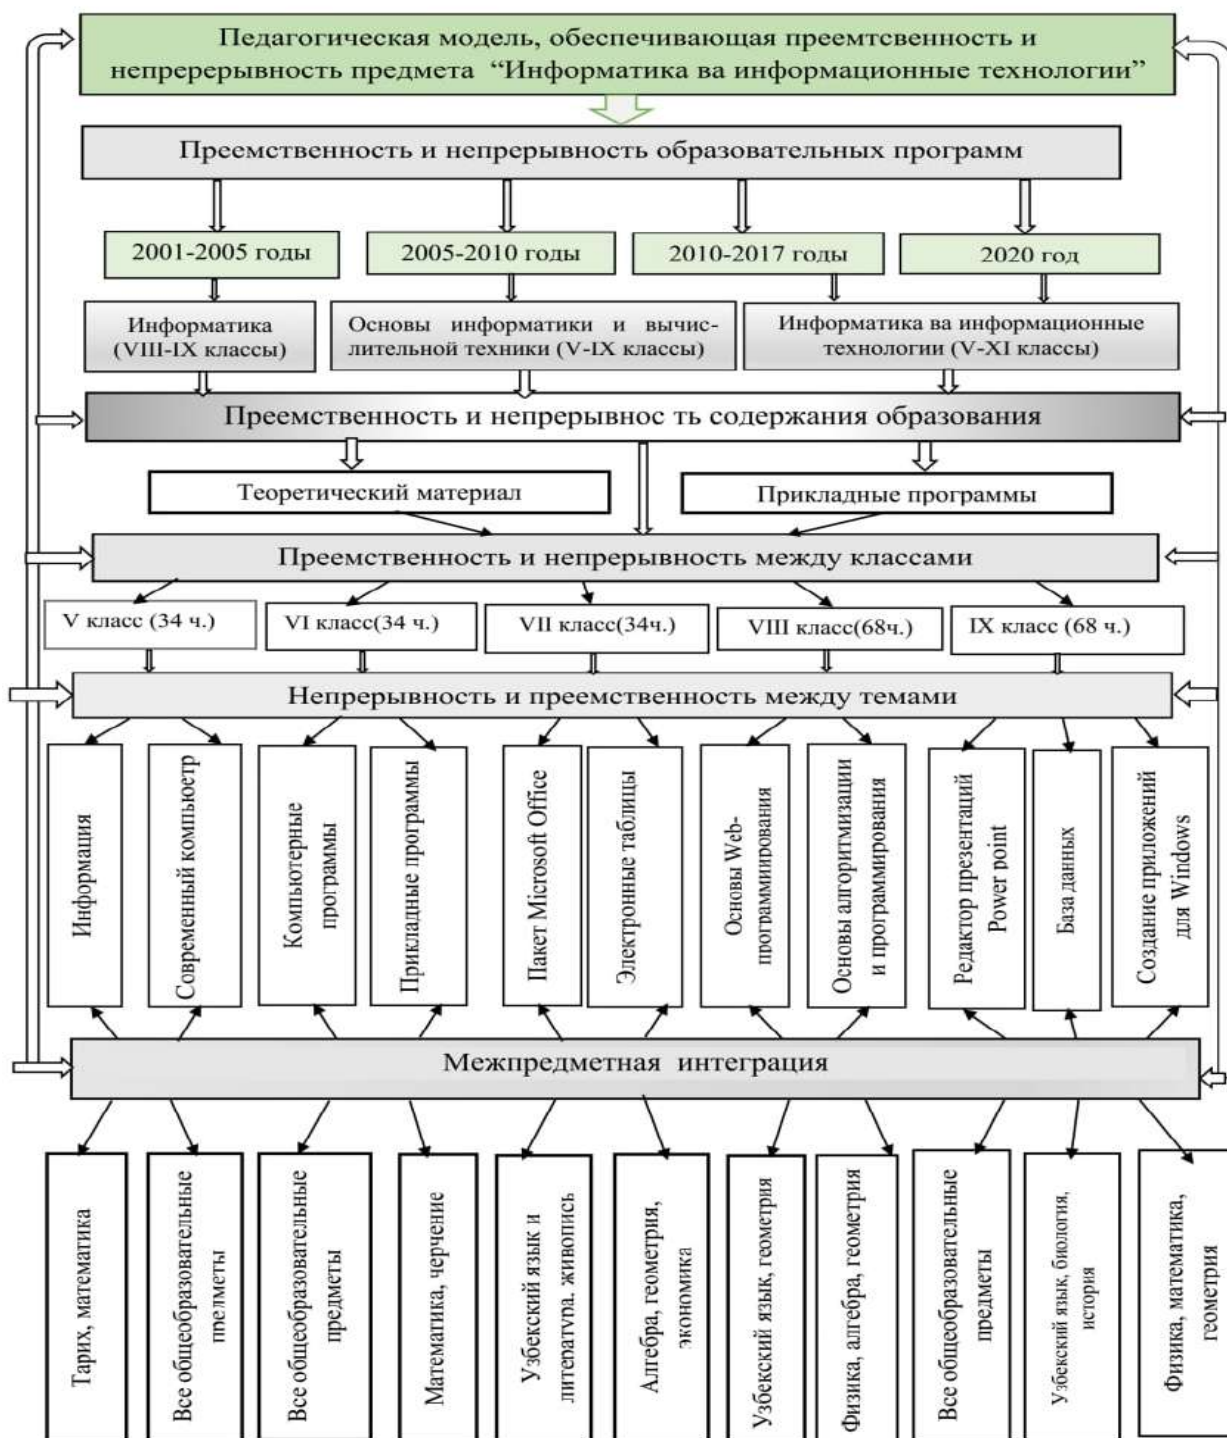 Педагогическая модель, обеспечивающая преемтсвенность и
непререрывность предмета “Информатика ва информационные технологии”
Преемственность и непрерывность образовательных программ
2001-2005 годы
2005-2010 годы
2010-2017 годы
2020 год
Информатика
(VIII-IX классы)
Основы информатики и вычис-
лительной техники (V-IX классы)
Информатика ва информационные
технологии (V-XI классы)
Преемственность и непрерывнос ть содержания образования
Теоретический материал
Прикладные программы
Преемственность и непрерывность между классами
V класс (34 ч.)
VI класс(34 ч.)
VII класс(34ч.)
VIII класс(68ч.)
IX класс (68 ч.)
Непрерывность и преемственность между темами
Информация
Современный компьюетр
Компьютерные
программы
Прикладные программы
Пакет Microsoft Office
Электронные таблицы
Основы Web-
программиирования
Основы алгоритмизации
и программирования
Редактор презентаций
Power point
База данных
Создание приложений
для Windows
Межпредметная интеграция
Тарих, математика
Все общеобразовательные
предметы
Все общеобразовательные
предметы
Математика, черчение
Узбекский язык и
литература, живопись
Алгебра, геометрия,
экономика
Узбекский язык, геометрия
Физика, алгебра, геометрия
Все общеобразовательные
предметы
Узбекский язык, биология,
история
Физика, математика,
геометрия